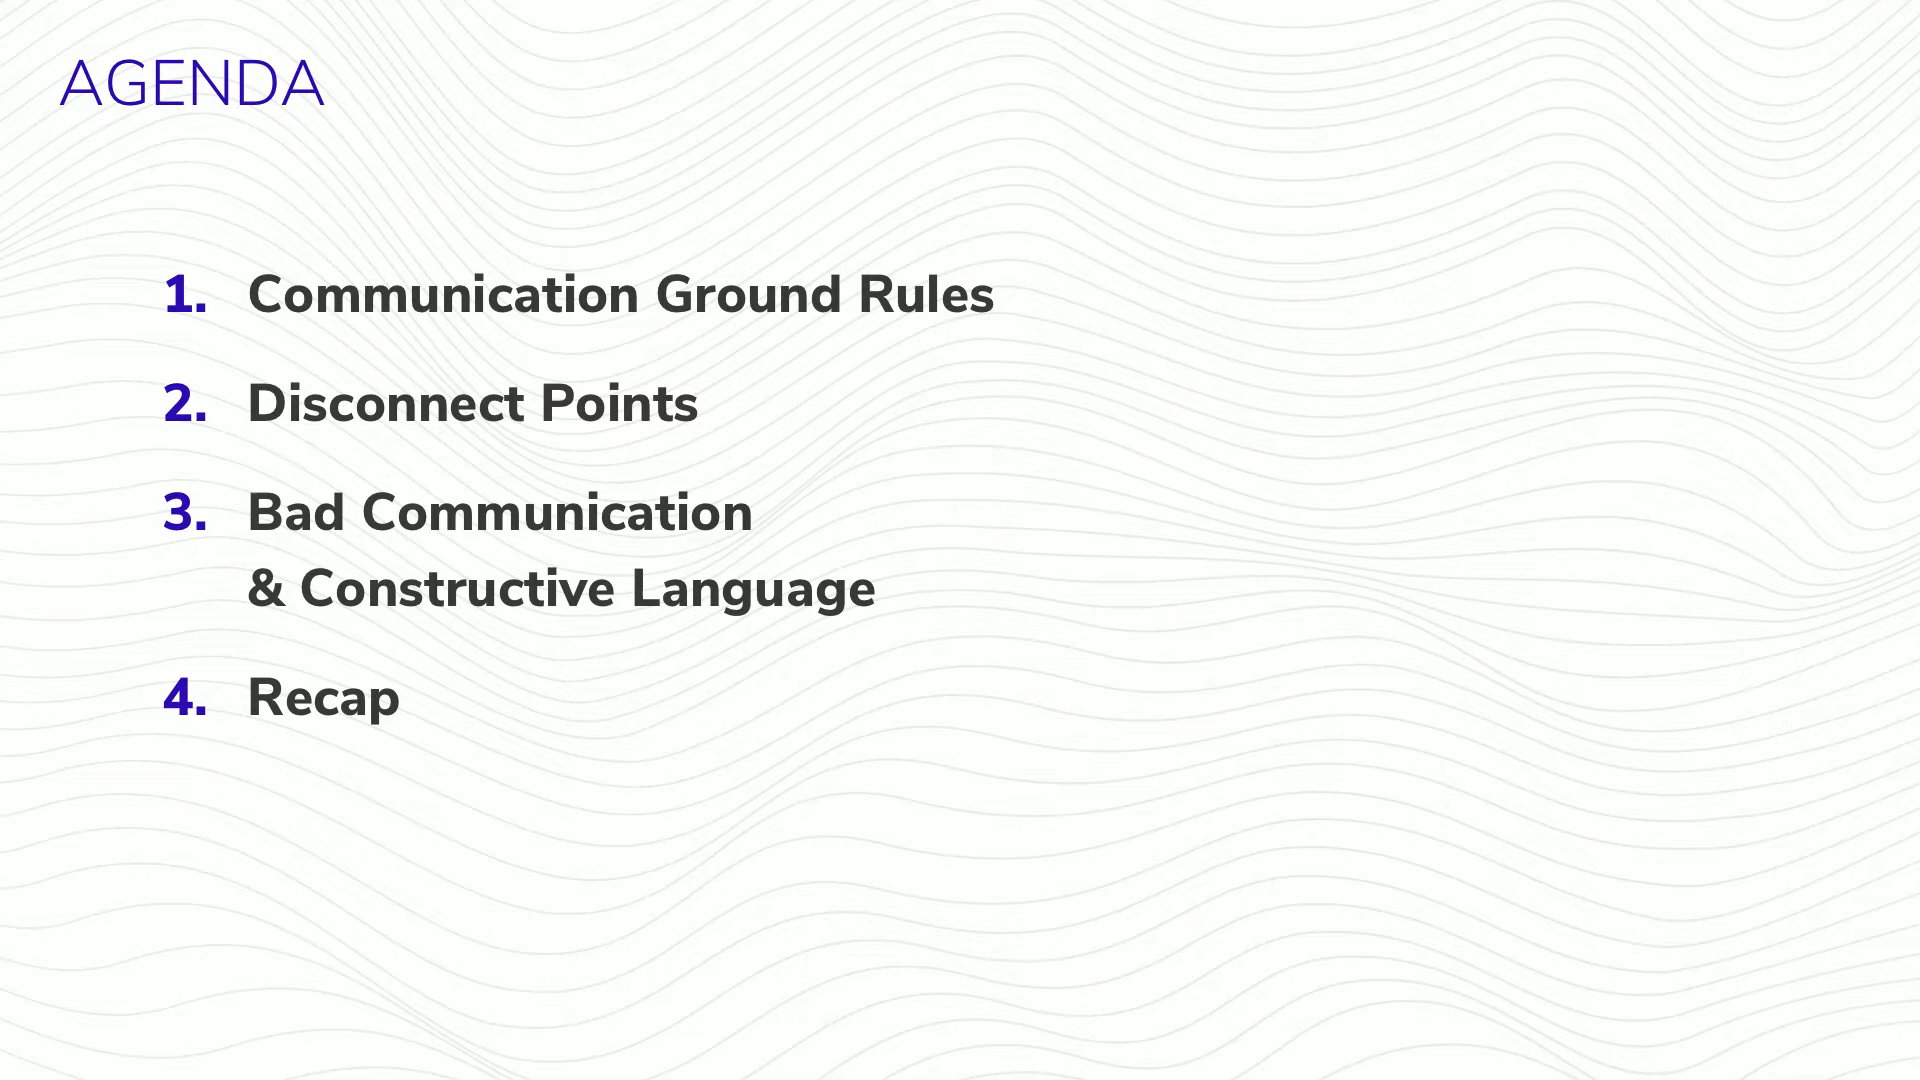 AGENDA
1. Communication Ground Rules
2. Disconnect Points
3. Bad Communication
& Constructive Language
4. Recap